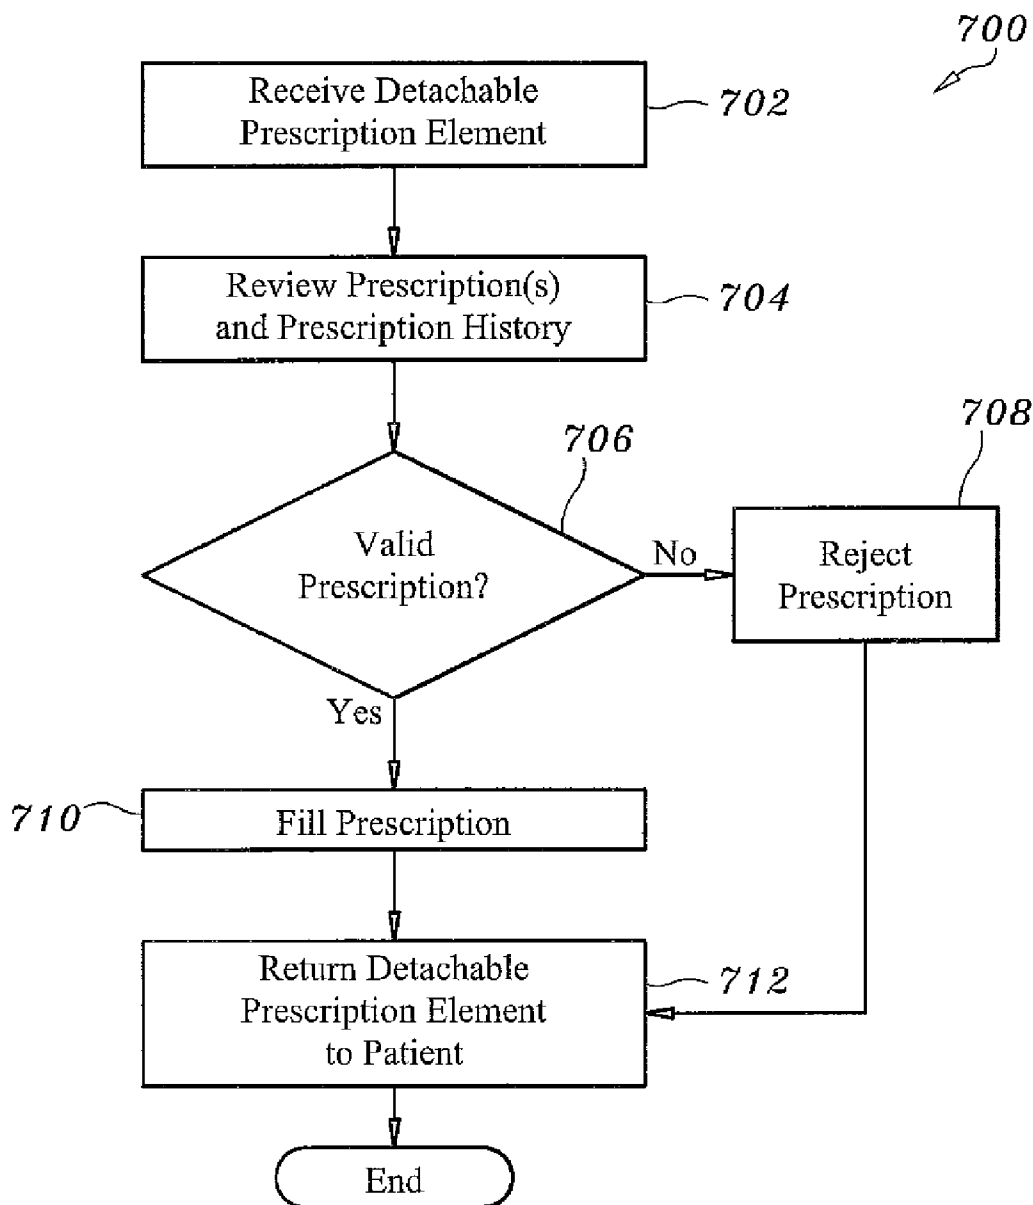 700
Receive Detachable
Prescription Element
702
Review Prescription(s)
and Prescription History
704
706
Valid
Prescription?
No
708
Reject
Prescription
Yes
710
Fill Prescription
Return Detachable
Prescription Element
to Patient
712
End